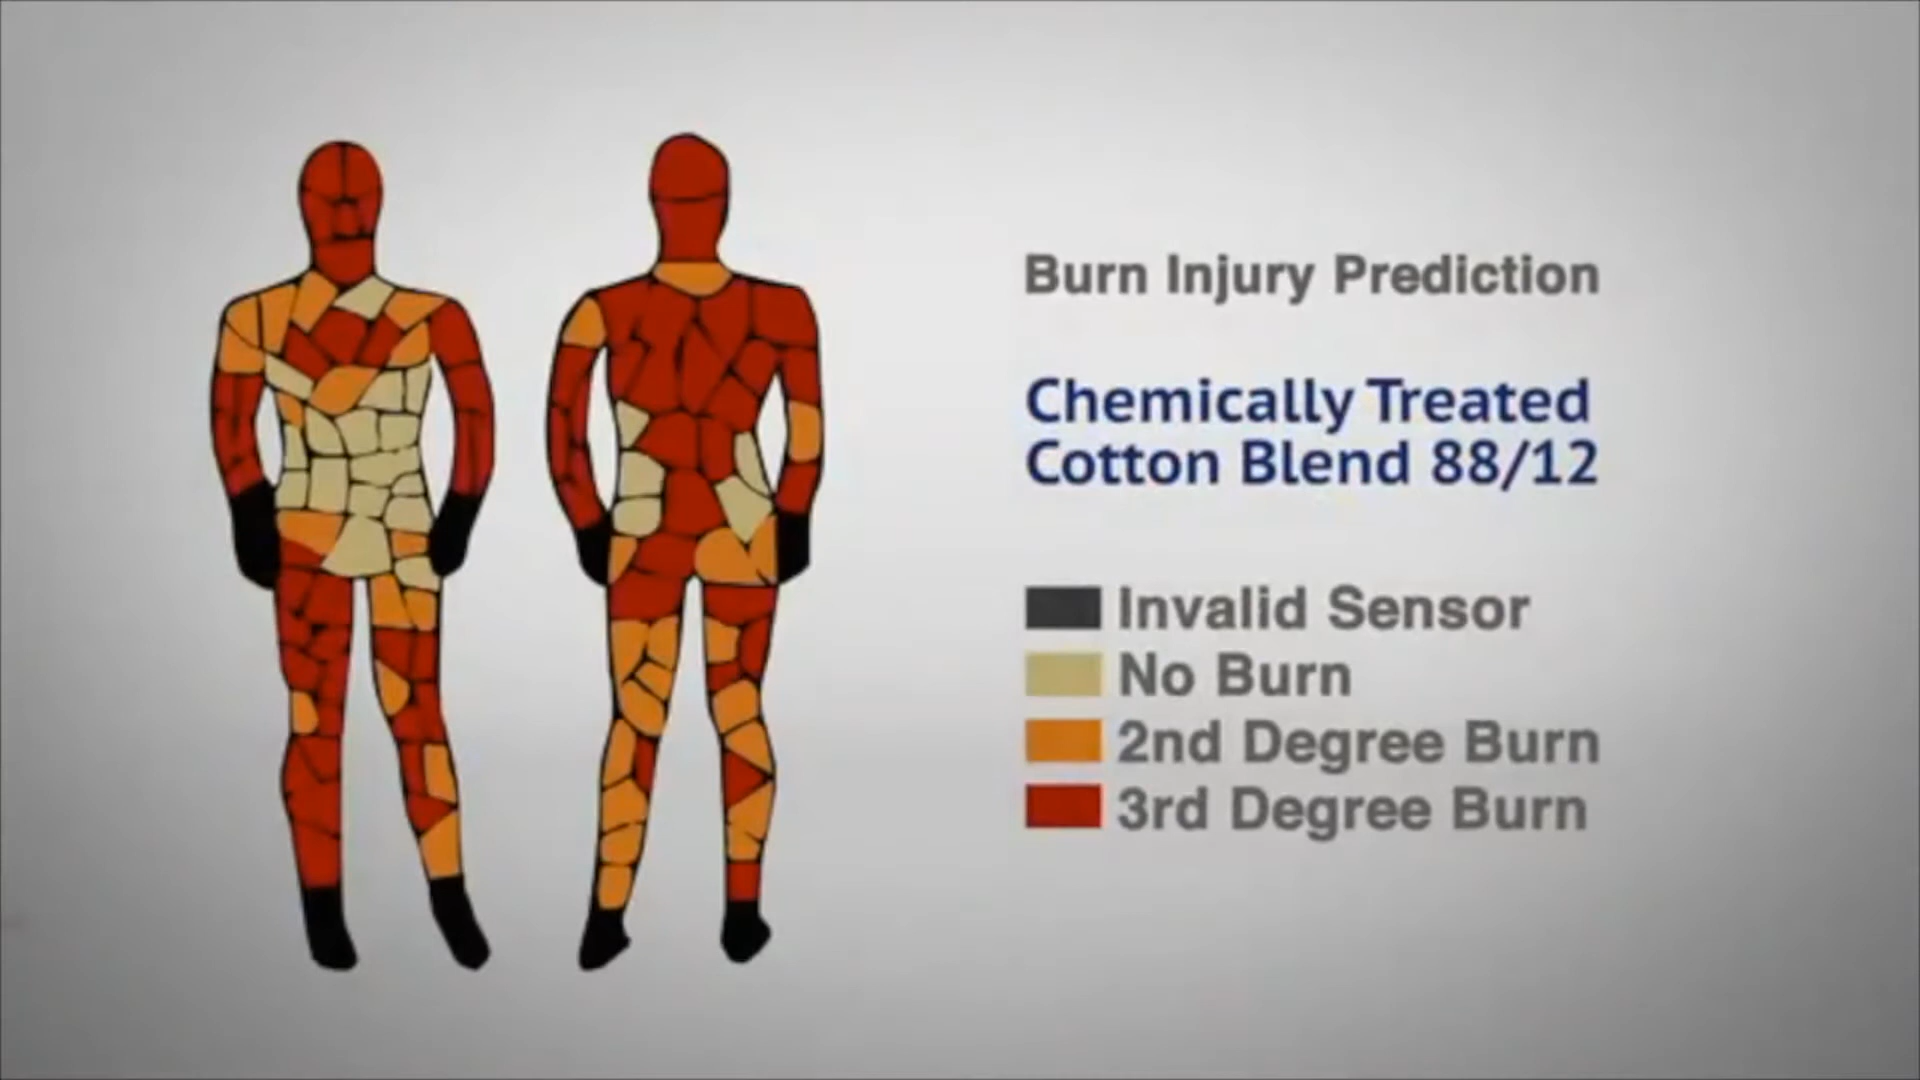 Burn Injury Prediction
Chemically Treated
Cotton Blend 88/12
Invalid Sensor
No Burn
2nd Degree Burn
3rd Degree Burn